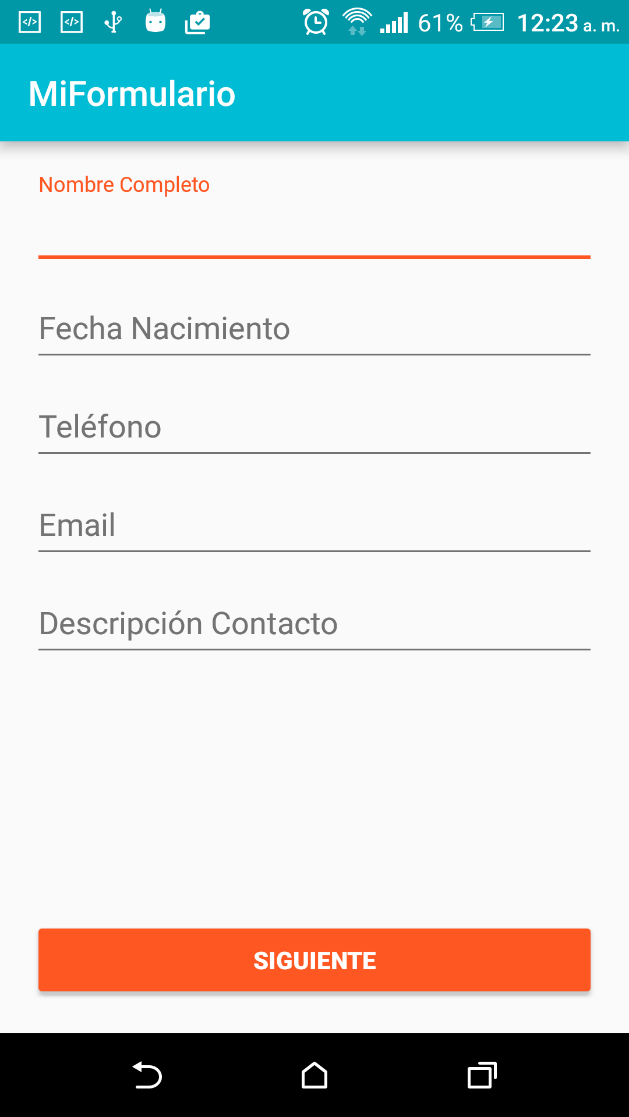 61% 12:23 a. m.
MiFormulario
Nombre Completo
Fecha Nacimiento
Teléfono
Email
Descripción Contacto
SIGUIENTE